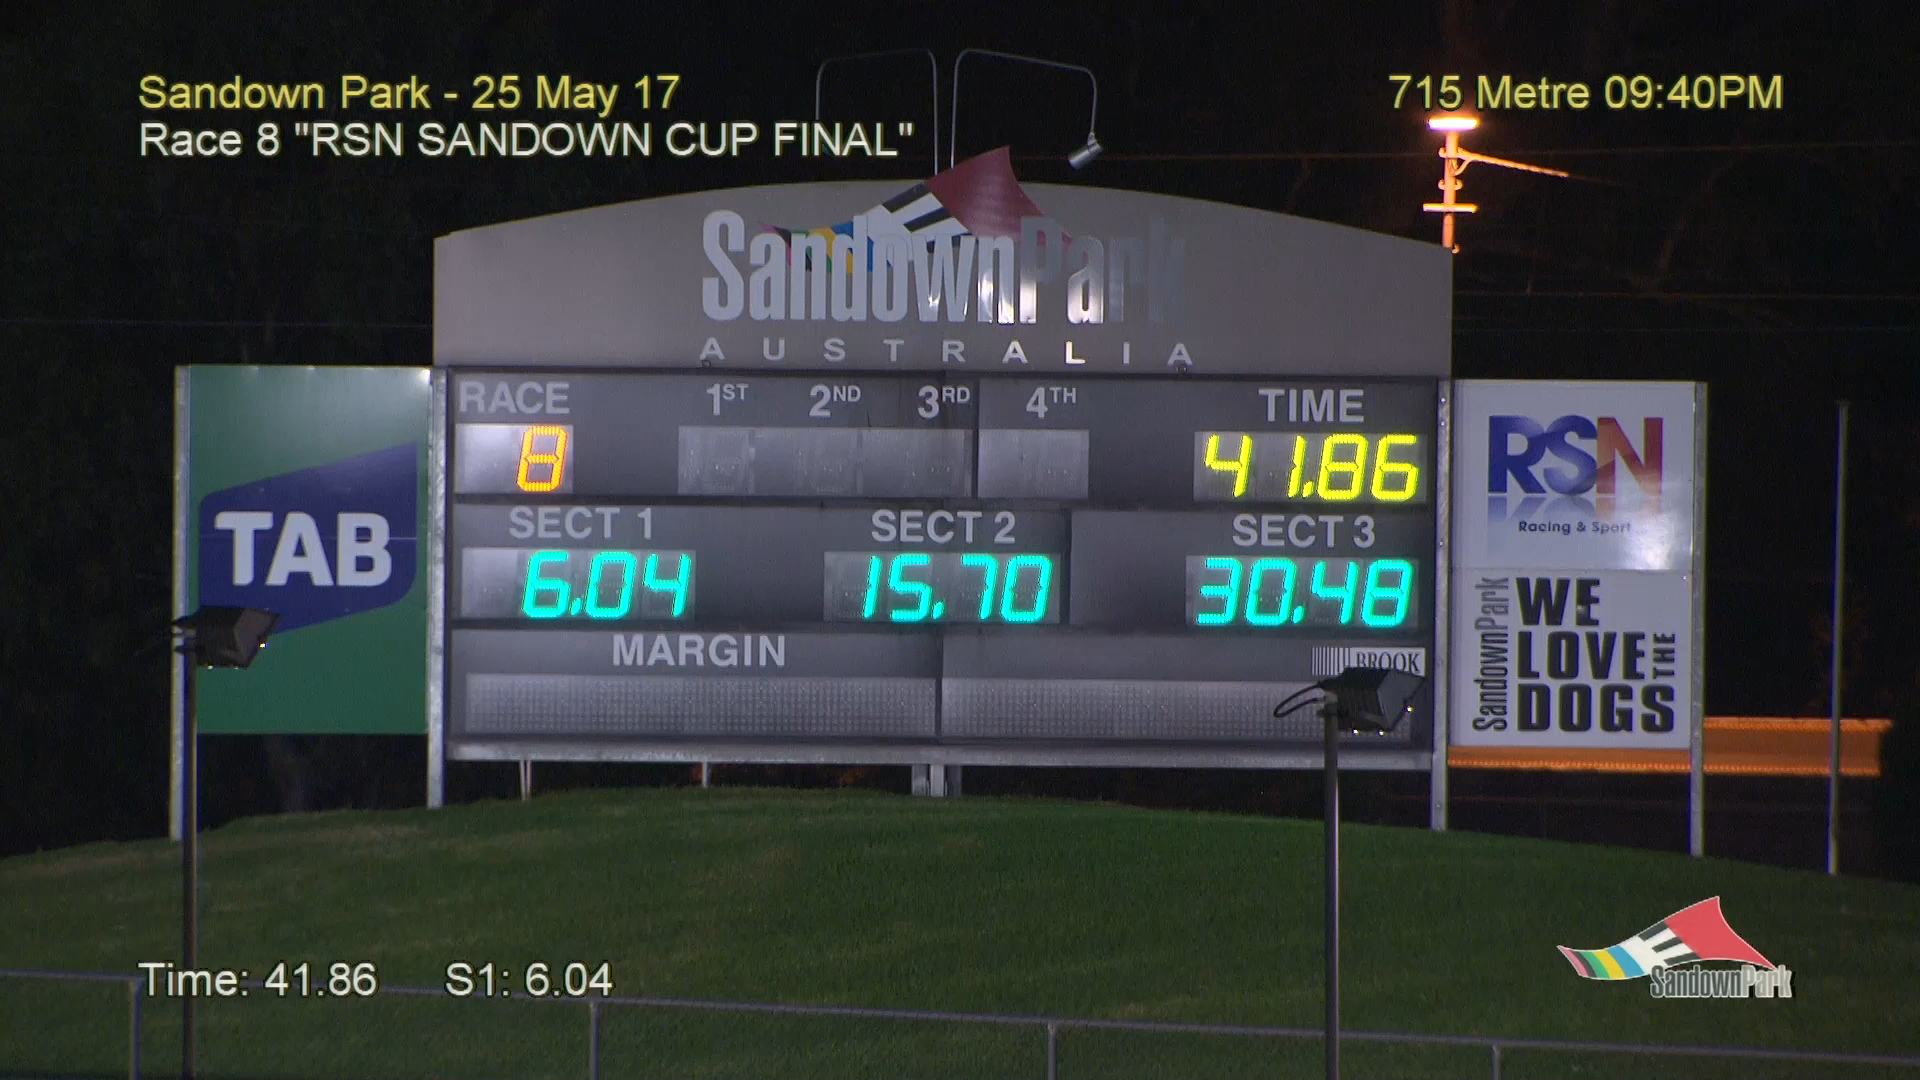 Sandown Park - 25 May 17
715 Metre 09:40PM
Race 8 "RSN SANDOWN CUP FINAL"
SandownPark
AUSTRALIA
RACE 1ST 2ND 3RD 4TH TIME
8 41.86
SECT 1 SECT 2 SECT 3
6.04 15.70 30.48
MARGIN
BROOK
TAB
RSN
Racing & Sport
SandownPark
WE
LOVE THE
DOGS
Time: 41.86 S1: 6.04
SandownPark